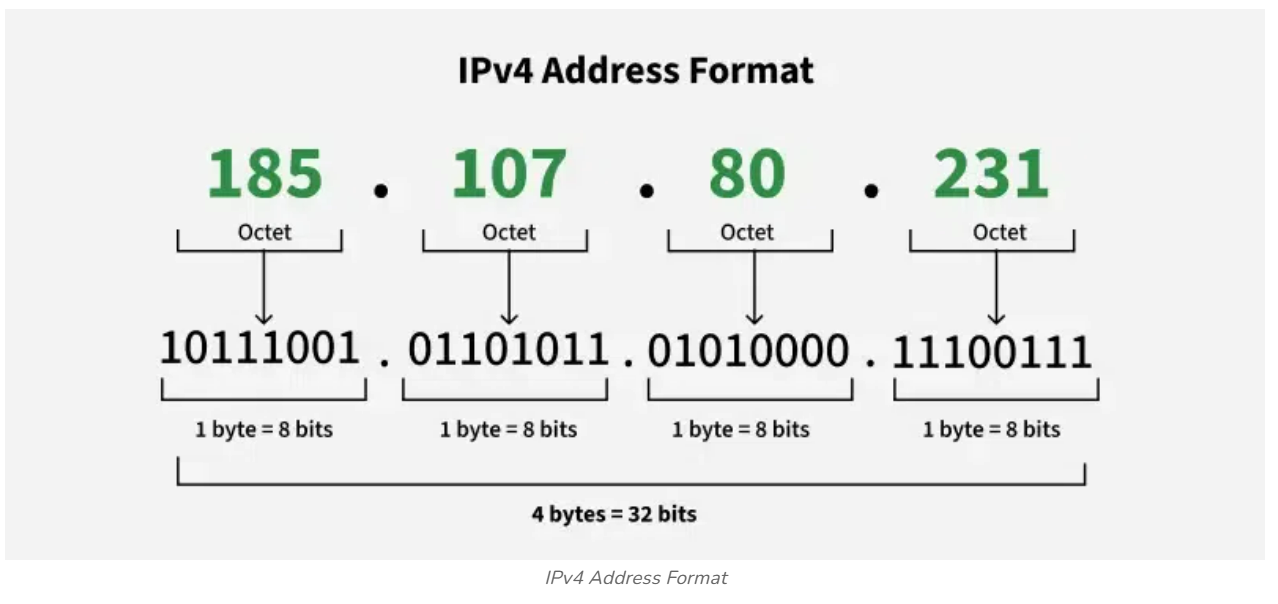 IPv4 Address Format
185 . 107 . 80 . 231
Octet Octet Octet Octet
10111001 . 01101011 . 01010000 . 11100111
1 byte = 8 bits 1 byte = 8 bits 1 byte = 8 bits 1 byte = 8 bits
4 bytes = 32 bits
IPv4 Address Format